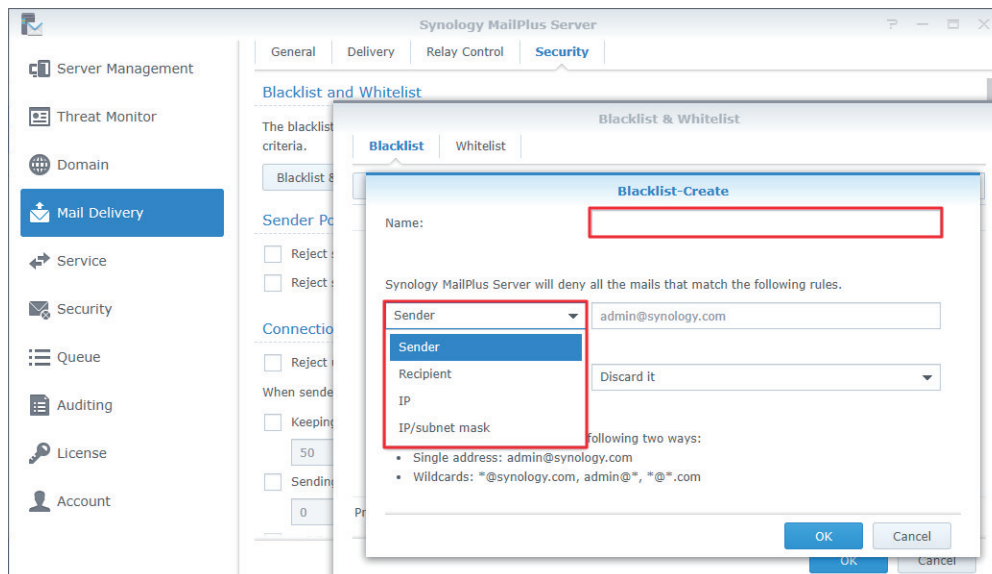 Synology MailPlus Server
Server Management
Threat Monitor
Domain
Mail Delivery
Service
Security
Queue
Auditing
License
Account
General Delivery Relay Control Security
Blacklist and Whitelist
The blacklist
criteria.
Blacklist &
Sender Po
Reject s
Reject s
Connectio
Reject u
When sende
Keeping
50
Sending
0
Blacklist & Whitelist
Blacklist Whitelist
Pr
OK Cancel
Blacklist-Create
Name:
Synology MailPlus Server will deny all the mails that match the following rules.
Sender admin@synology.com
Sender
Recipient
IP
IP/subnet mask
Discard it
following two ways:
• Single address: admin@synology.com
• Wildcards: *@synology.com, admin@*, *@*.com
OK Cancel